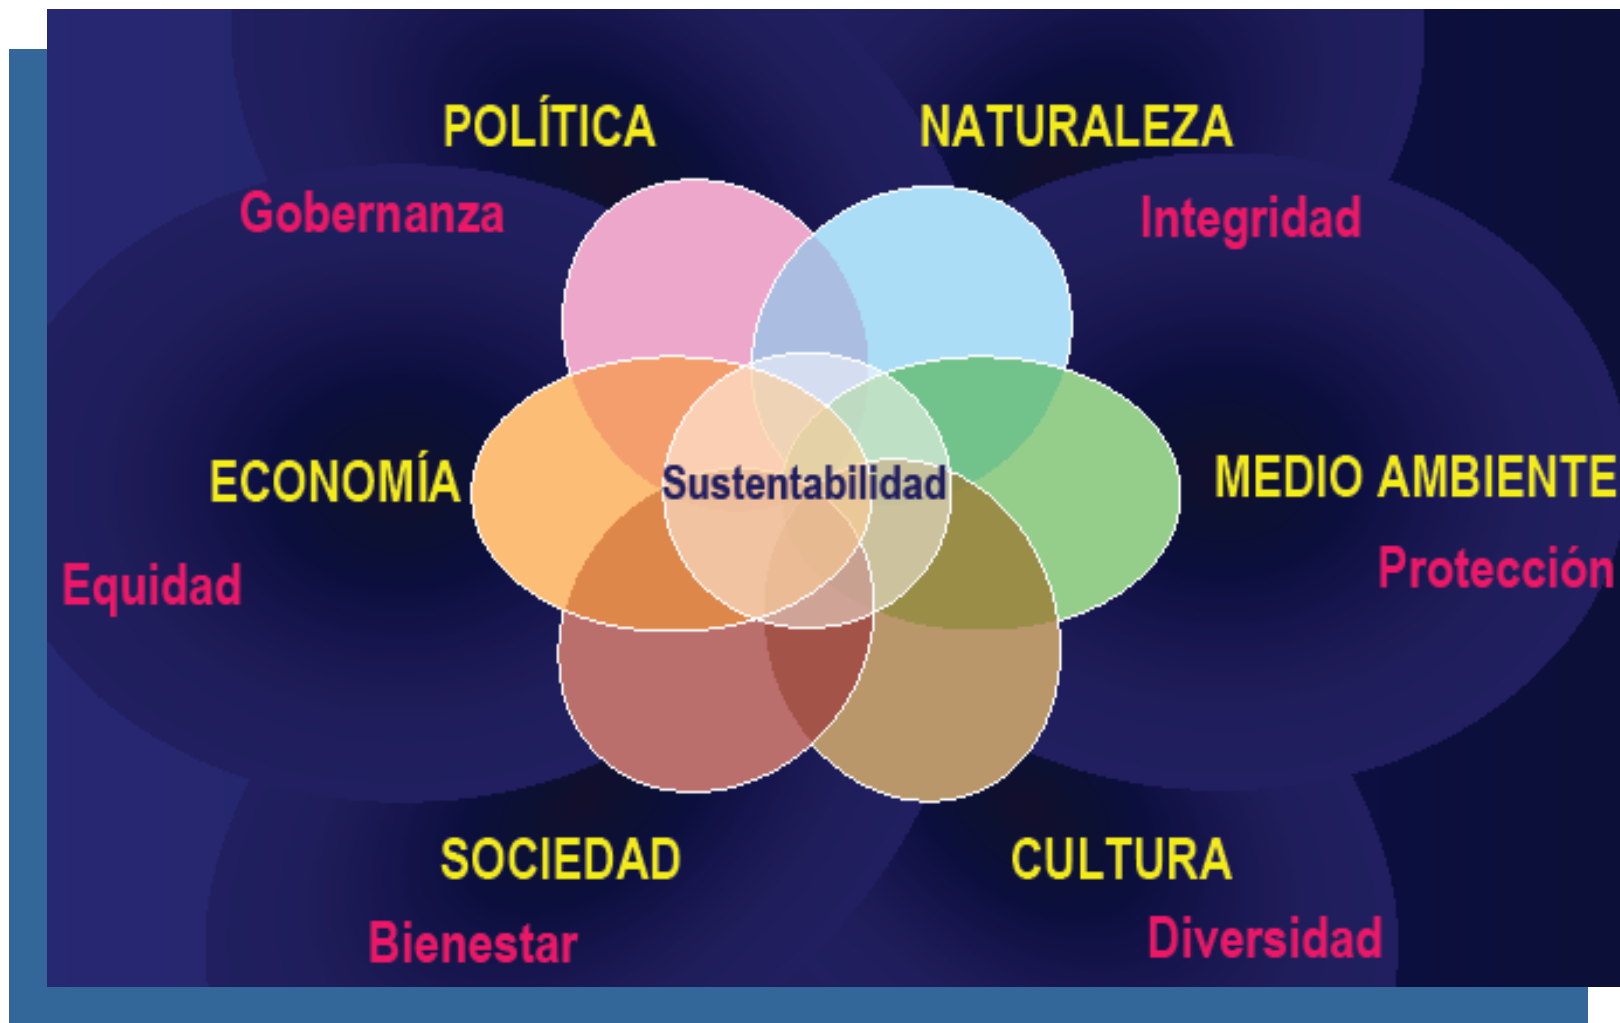 POLÍTICA
NATURALEZA
Gobernanza
Integridad
ECONOMÍA
Sustentabilidad
MEDIO AMBIENTE
Equidad
Protección
SOCIEDAD
CULTURA
Bienestar
Diversidad